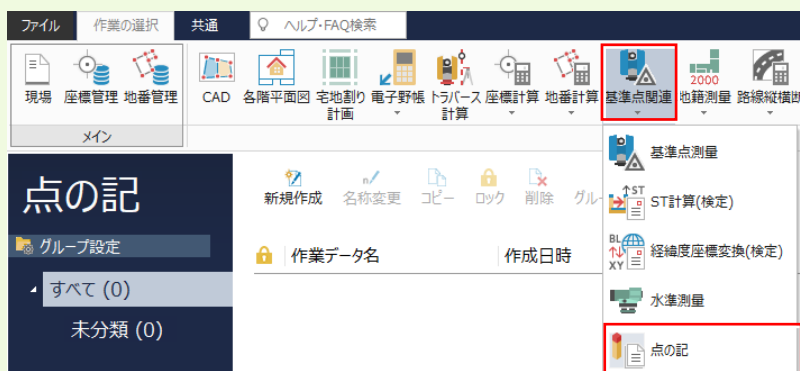 ファイル 作業の選択 共通 ヘルプ・FAQ検索
現場 座標管理 地番管理 CAD 各階平面図 宅地割り 電子野帳 トラバース 座標計算 地番計算 基準点関連 2000 地籍測量 路線縦横断
計画 計算
メイン
基準点測量
点の記
新規作成 名称変更 コピー ロック 削除 グルー
ST ST計算(検定)
グループ設定
作業データ名 作成日時
BL XY 経緯度座標変換(検定)
すべて (0)
水準測量
未分類 (0)
点の記